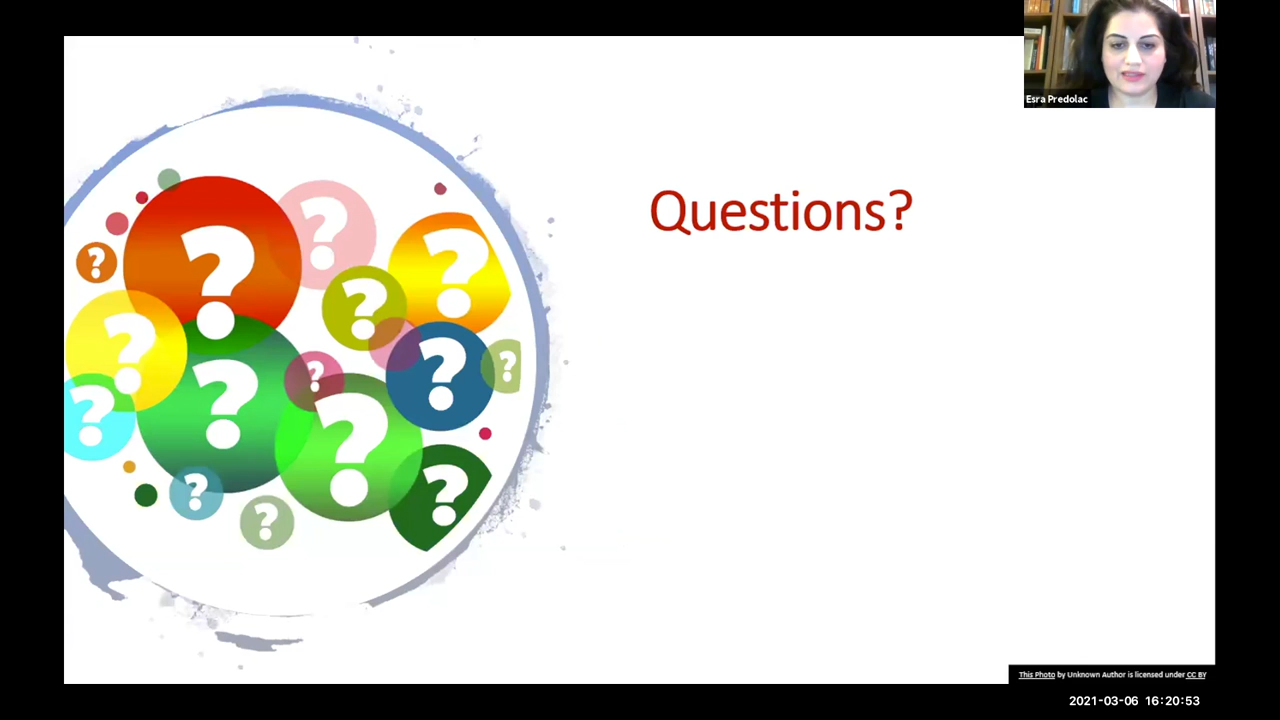 Esra Predolac
Questions?
? ? ? ? ? ? ? ? ? ? ? ? ? ? ?
This Photo by Unknown Author is licensed under CC BY
2021-03-06 16:20:53